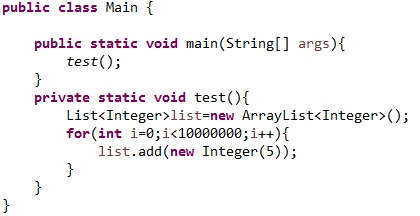 public class Main {
public static void main(String[] args){
test();
}
private static void test(){
List<Integer>list=new ArrayList<Integer>();
for(int i=0;i<10000000;i++){
list.add(new Integer(5));
}
}
}